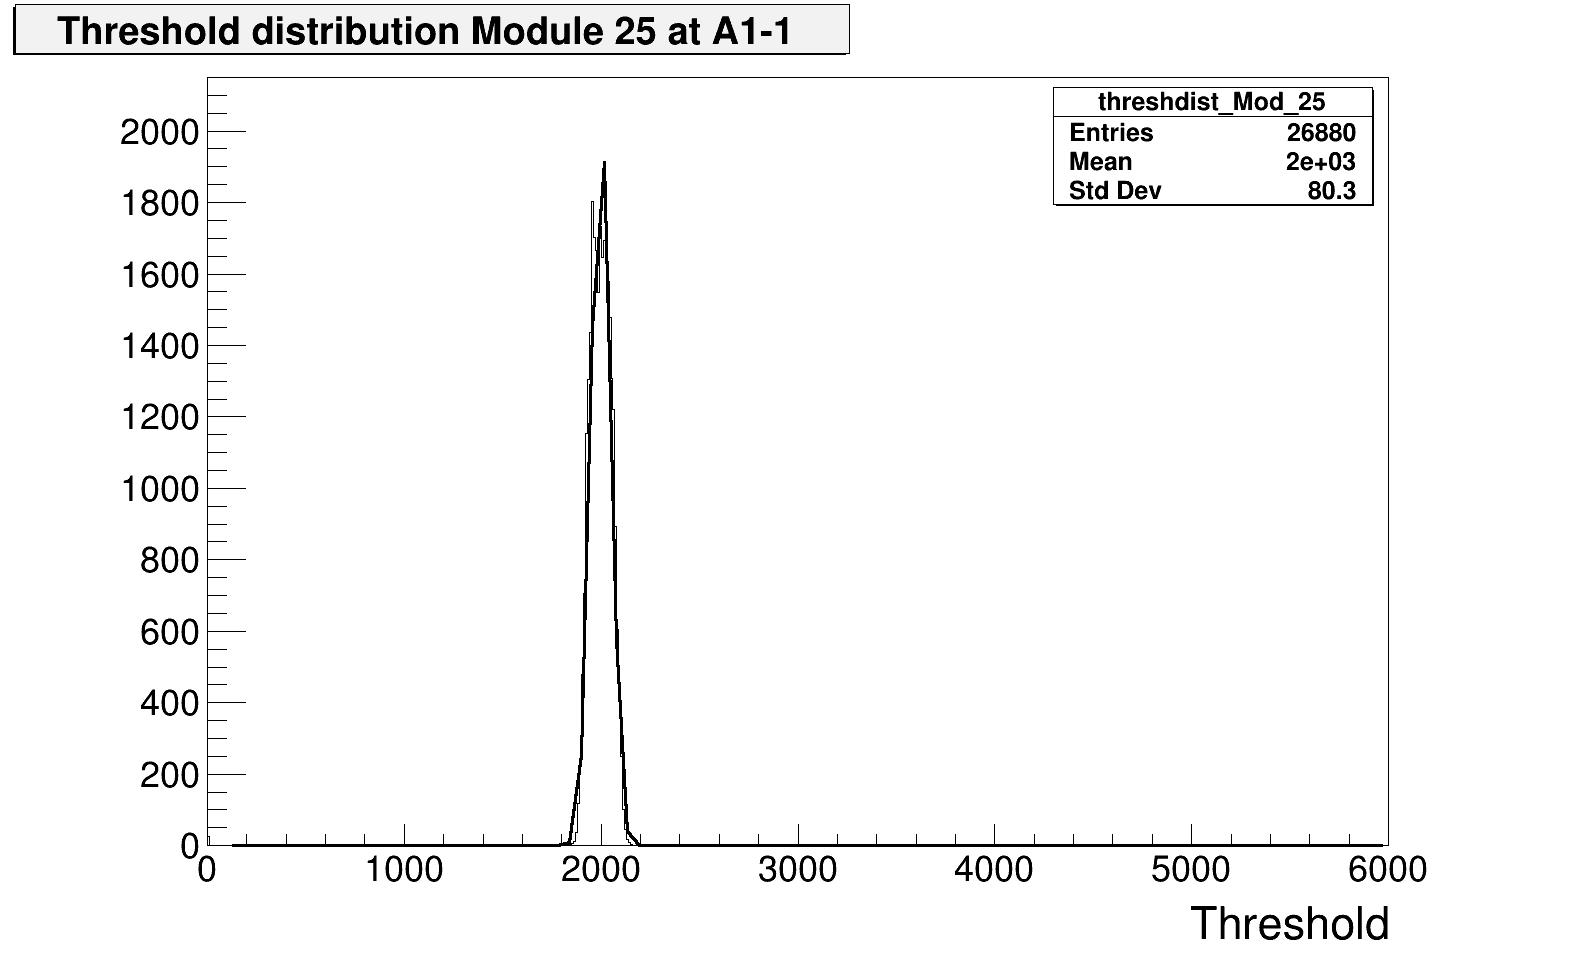 Threshold distribution Module 25 at A1-1
threshdist_Mod_25
Entries 26880
Mean 2e+03
Std Dev 80.3
2000
1800
1600
1400
1200
1000
800
600
400
200
0
0 1000 2000 3000 4000 5000 6000
Threshold